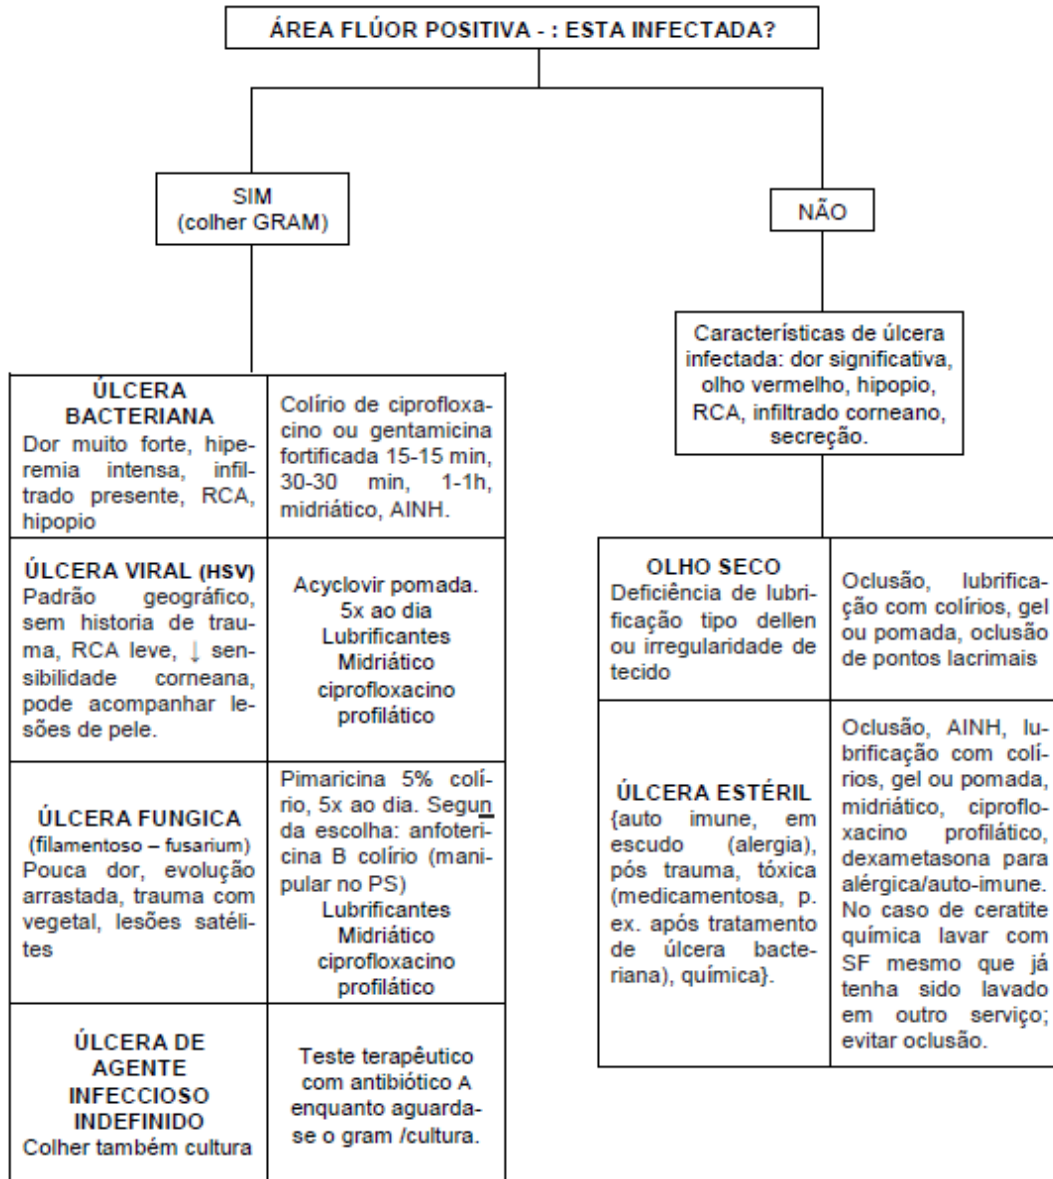 ÁREA FLÚOR POSITIVA - : ESTA INFECTADA?
SIM
(colher GRAM)
NÃO
Características de úlcera
infectada: dor significativa,
olho vermelho, hipopio,
RCA, infiltrado corneano,
secreção.
ÚLCERA
BACTERIANA
Dor muito forte, hipe-
remia intensa, infil-
trado presente, RCA,
hipopio
Colírio de ciprofloxa-
cino ou gentamicina
fortificada 15-15 min,
30-30 min, 1-1h,
midriático, AINH.
ÚLCERA VIRAL (HSV)
Padrão geográfico,
sem historia de trau-
ma, RCA leve, ↓ sen-
sibilidade corneana,
pode acompanhar le-
sões de pele.
Acyclovir pomada.
5x ao dia
Lubrificantes
Midriático
ciprofloxacino
profilático
ÚLCERA FUNGICA
(filamentoso – fusarium)
Pouca dor, evolução
arrastada, trauma com
vegetal, lesões satéli-
tes
Pimaricina 5% colí-
rio, 5x ao dia. Segun
da escolha: anfoteri-
cina B colírio (mani-
pular no PS)
Lubrificantes
Midriático
ciprofloxacino
profilático
ÚLCERA DE
AGENTE
INFECCIOSO
INDEFINIDO
Colher também cultura
Teste terapêutico
com antibiótico A
enquanto aguarda-
se o gram /cultura.
OLHO SECO
Deficiência de lubri-
ficação tipo dellen
ou irregularidade de
tecido
Oclusão, lubrifica-
ção com colírios, gel
ou pomada, oclusão
de pontos lacrimais
ÚLCERA ESTÉRIL
{auto imune, em
escudo (alergia),
pós trauma, tóxica
(medicamentosa, p.
ex. após tratamento
de úlcera bacte-
riana), química}.
Oclusão, AINH, lu-
brificação com colí-
rios, gel ou pomada,
midriático, ciproflo-
xacino profilático,
dexametasona para
alérgica/auto-imune.
No caso de ceratite
química lavar com
SF mesmo que já
tenha sido lavado
em outro serviço;
evitar oclusão.